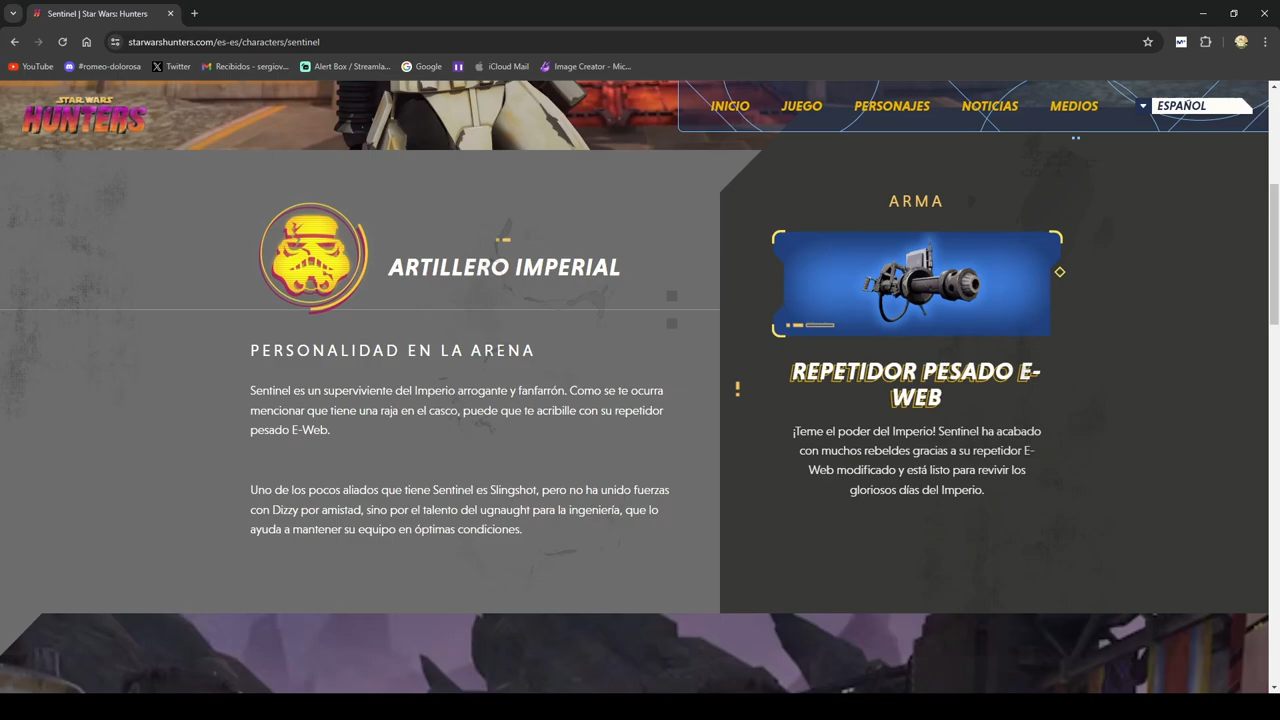 Sentinel | Star Wars: Hunters
starwarshunters.com/es-es/characters/sentinel
YouTube
#romeo-dolorosa
Twitter
Recibidos - sergiov...
Alert Box / Streamla...
Google
iCloud Mail
Image Creator - Mic...
STAR WARS
HUNTERS
INICIO
JUEGO
PERSONAJES
NOTICIAS
MEDIOS
ESPAÑOL
ARTILLERO IMPERIAL
PERSONALIDAD EN LA ARENA
Sentinel es un superviviente del Imperio arrogante y fanfarrón. Como se te ocurra
mencionar que tiene una raja en el casco, puede que te acribille con su repetidor
pesado E-Web.
Uno de los pocos aliados que tiene Sentinel es Slingshot, pero no ha unido fuerzas
con Dizzy por amistad, sino por el talento del ugnaught para la ingeniería, que lo
ayuda a mantener su equipo en óptimas condiciones.
ARMA
REPETIDOR PESADO E-
WEB
¡Teme el poder del Imperio! Sentinel ha acabado
con muchos rebeldes gracias a su repetidor E-
Web modificado y está listo para revivir los
gloriosos días del Imperio.